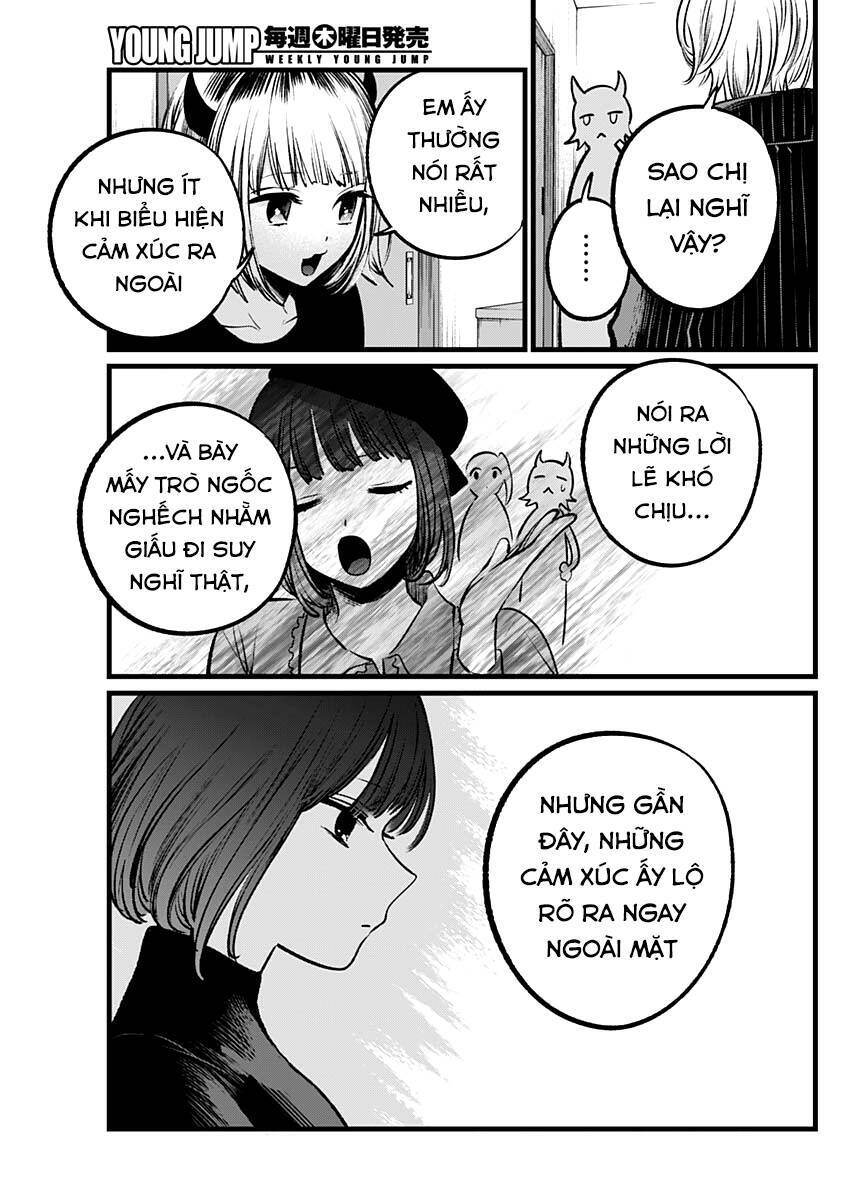 YOUNG JUMP 毎週木曜日発売
WEEKLY YOUNG JUMP
SAO CHỊ
LẠI NGHĨ
VẬY?
......
EM ẤY
THƯỜNG
NÓI RẤT
NHIỀU,
NHƯNG ÍT
KHI BIỂU HIỆN
CẢM XÚC RA
NGOÀI
NÓI RA
NHỮNG LỜI
LẼ KHÓ
CHỊU...
...VÀ BÀY
MẤY TRÒ NGỐC
NGHẾCH NHẰM
GIẤU ĐI SUY
NGHĨ THẬT,
NHƯNG GẦN
ĐÂY, NHỮNG
CẢM XÚC ẤY LỘ
RÕ RA NGAY
NGOÀI MẶT